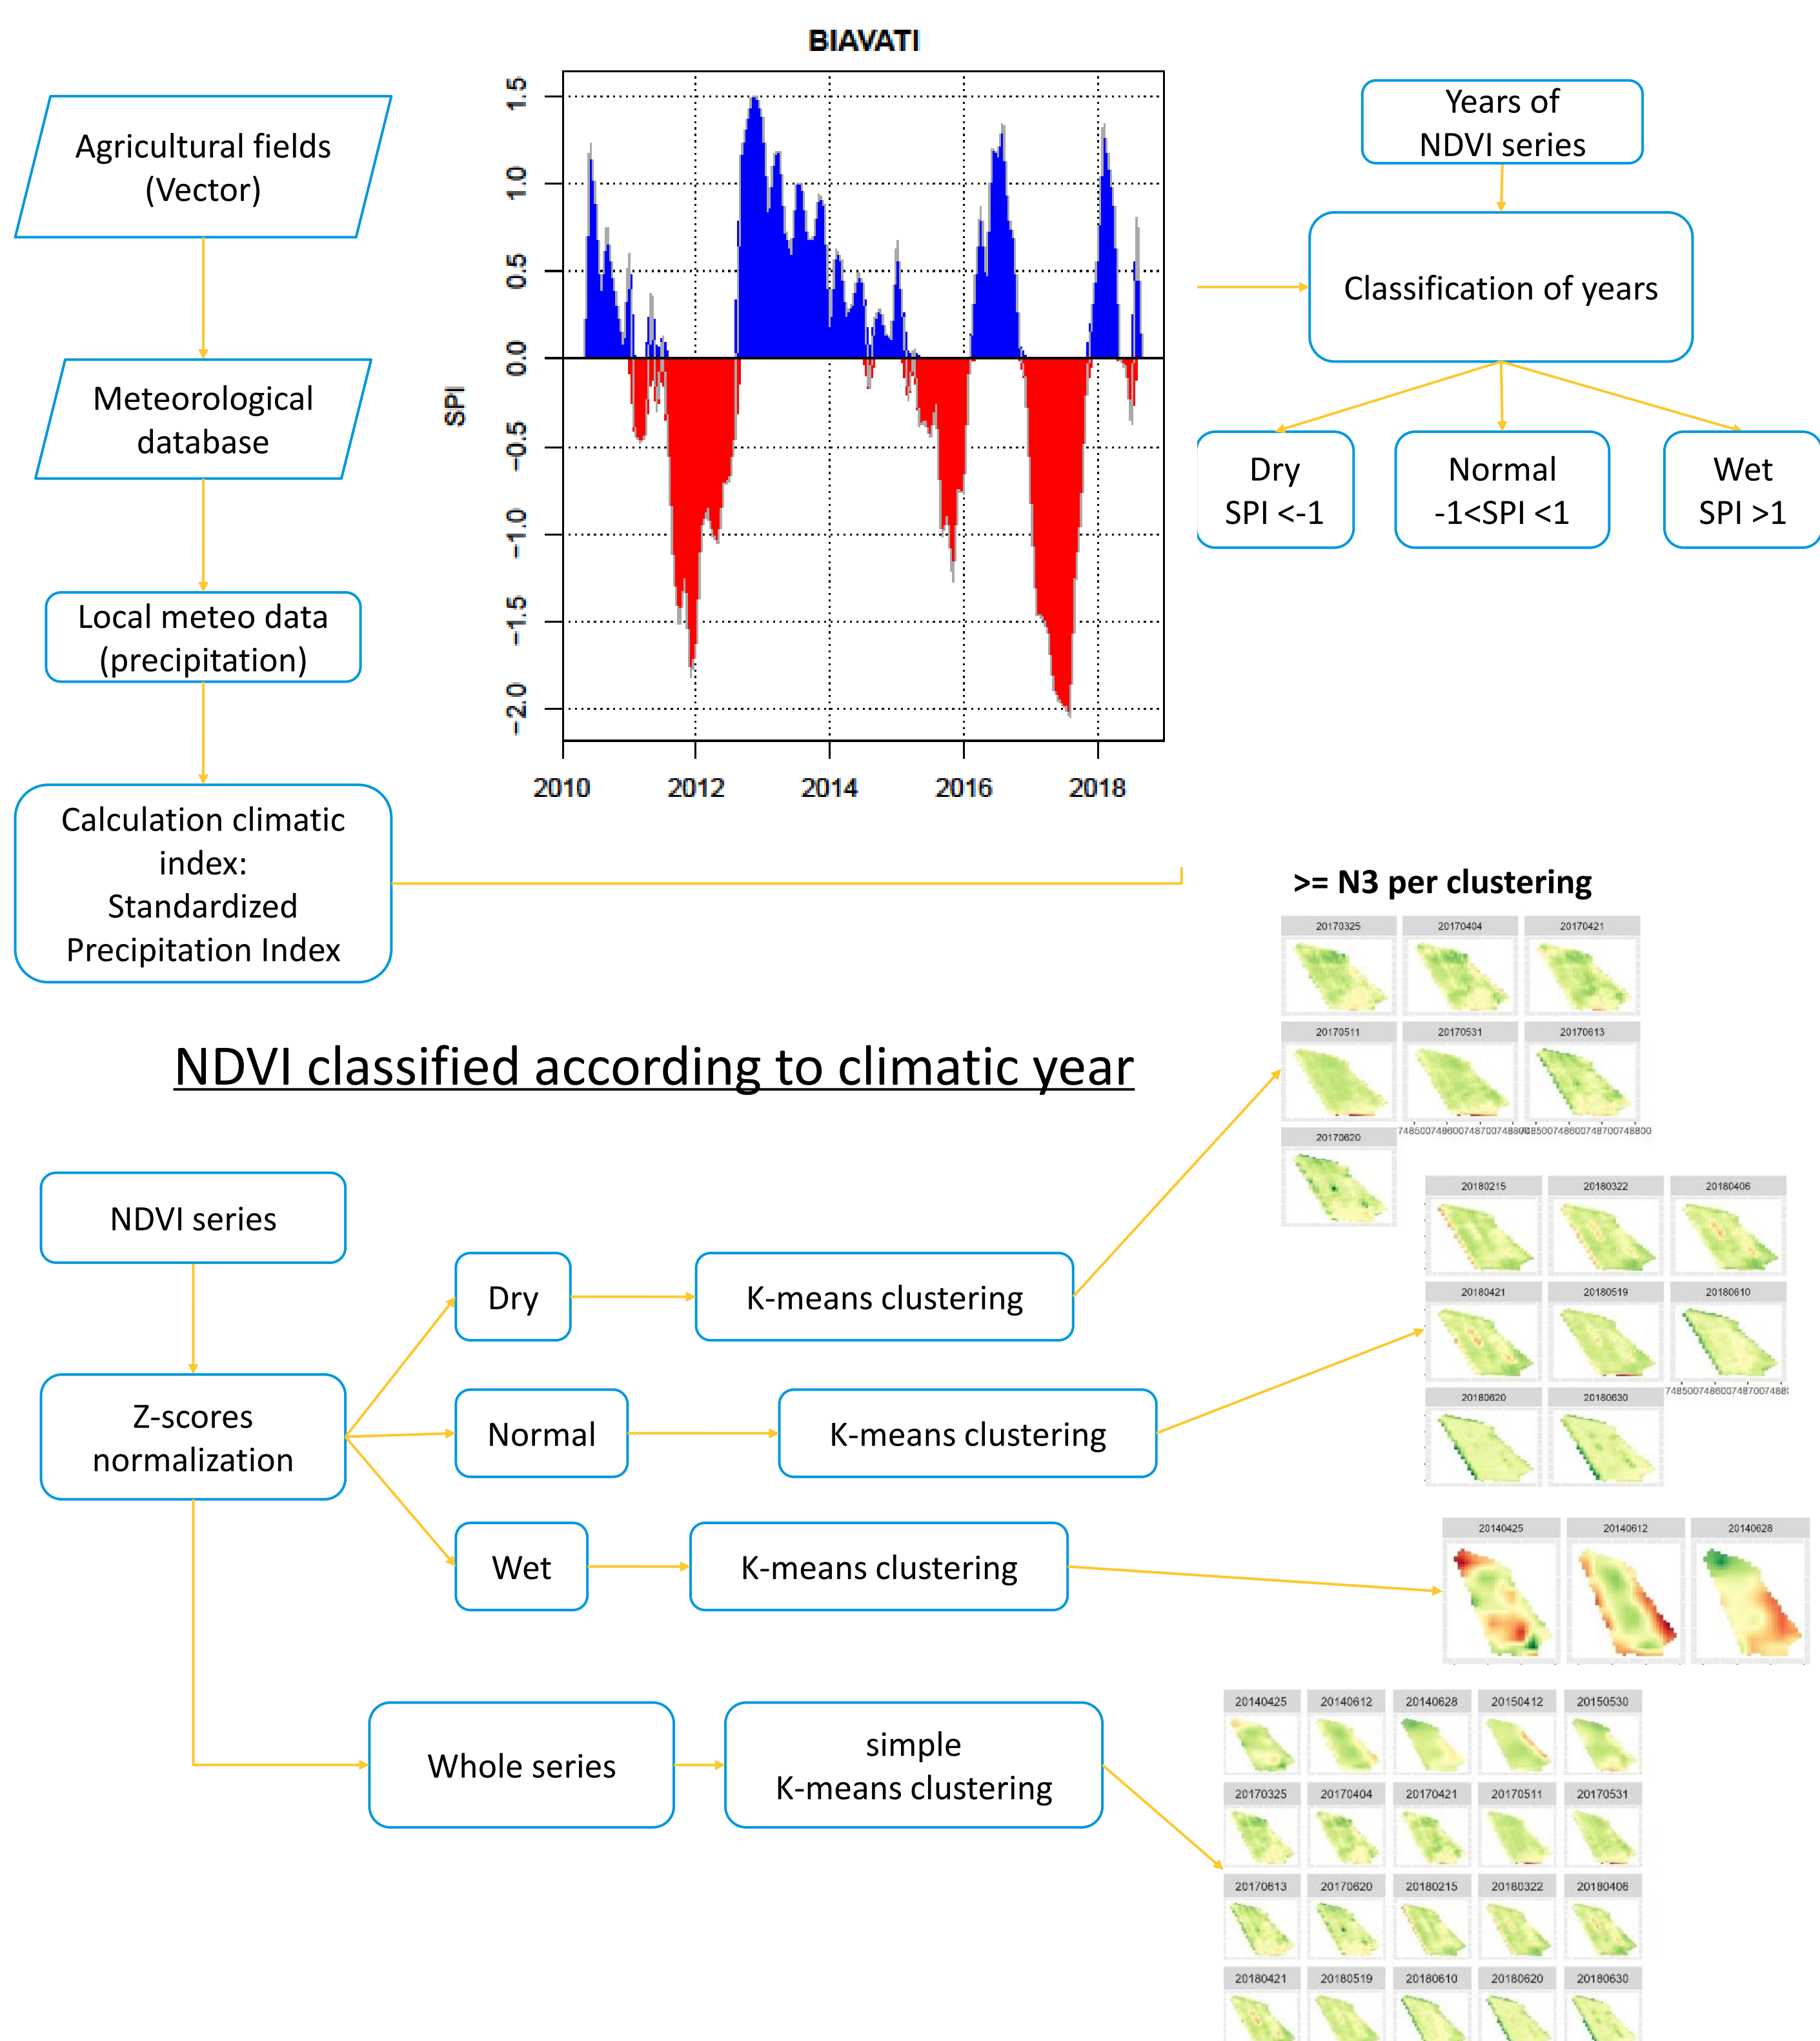 BIAVATI
Agricultural fields
(Vector)
Meteorological
database
Local meteo data
(precipitation)
Calculation climatic
index:
Standardized
Precipitation Index
SPI
1.5
1.0
0.5
0.0
−0.5
−1.0
−1.5
−2.0
2010
2012
2014
2016
2018
Years of
NDVI series
Classification of years
Dry
SPI <-1
Normal
-1<SPI <1
Wet
SPI >1
>= N3 per clustering
20170325
20170404
20170421
20170511
20170531
20170613
20170620
NDVI classified according to climatic year
NDVI series
Z-scores
normalization
Dry
K-means clustering
Normal
K-means clustering
Wet
K-means clustering
Whole series
simple
K-means clustering
20180215
20180322
20180406
20180421
20180519
20180610
20180620
20180630
20140425
20140612
20140628
20140425
20140612
20140628
20150412
20150530
20170325
20170404
20170421
20170511
20170531
20170613
20170620
20180215
20180322
20180406
20180421
20180519
20180610
20180620
20180630